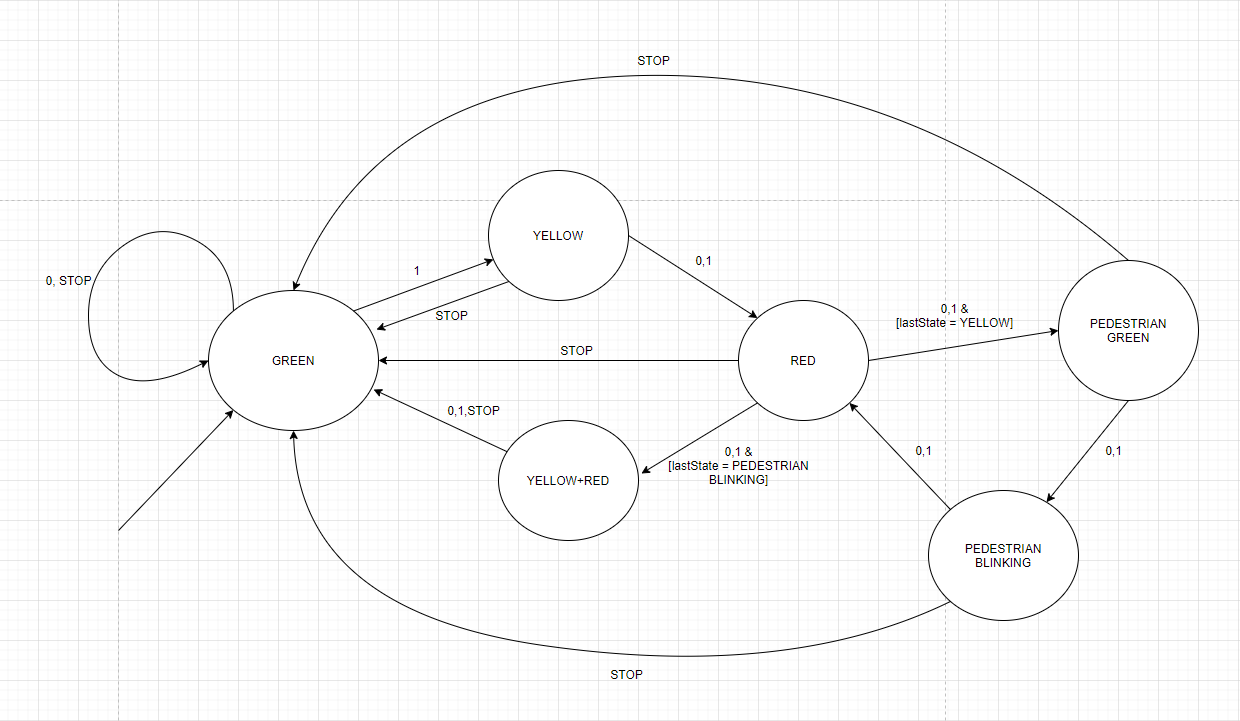 STOP
YELLOW
0,1
1
0, STOP
0,1 &
[lastState = YELLOW]
STOP
PEDESTRIAN
GREEN
STOP
GREEN
RED
0,1,STOP
0,1 &
[lastState = PEDESTRIAN
BLINKING]
0,1
0,1
YELLOW+RED
PEDESTRIAN
BLINKING
STOP